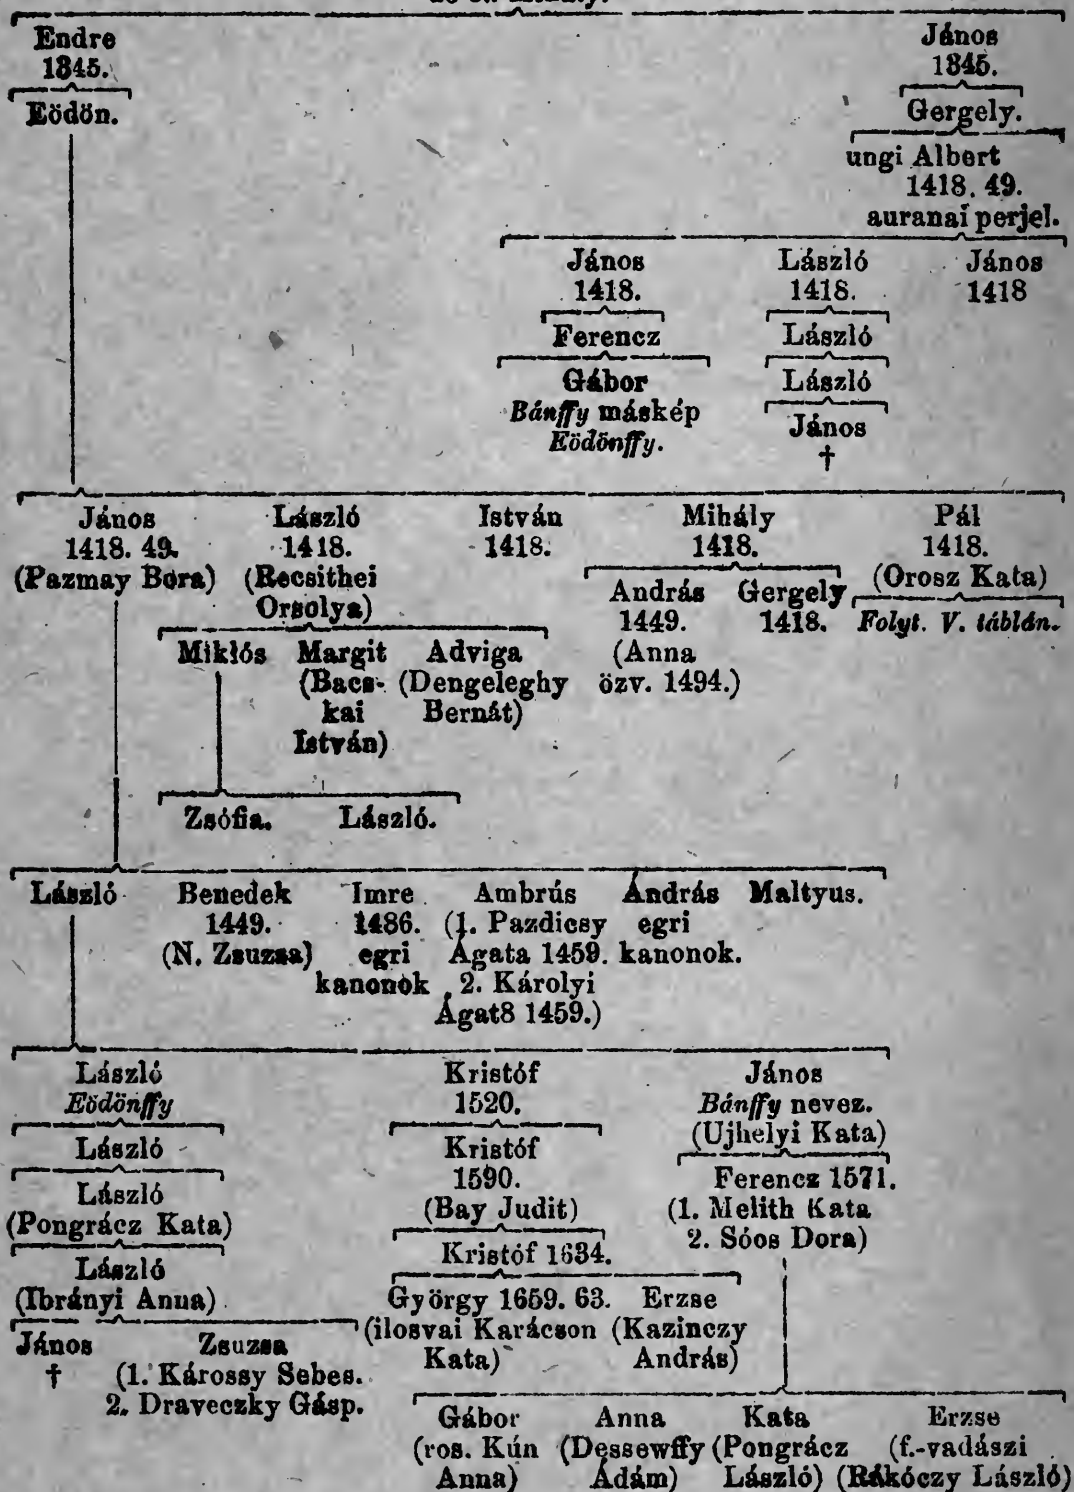 Endre János
1345. 1345.
Eödön. Gergely.
ungi Albert
1418. 49.
auranai perjel.
János László János
1418. 1418. 1418
Ferencz László
Gábor László
Bánffy máskép János
Eödönffy. †
János László István Mihály Pál
1418. 49. 1418. 1418. 1418. 1418.
(Pazmay Bora) (Recsithei András Gergely (Orosz Kata)
Orsolya) 1449. 1418. Folyt. V. táblán.
Miklós Margit Adviga (Anna
(Bacs- (Dengeleghy özv. 1494.)
kai Bernát)
István)
Zsófia. László.
László Benedek Imre Ambrús András Maltyus.
1449. 1486. (1. Pazdicsy egri
(N. Zsuzsa) egri Ágata 1459. kanonok.
kanonok 2. Károlyi
Ágat8 1459.)
László Kristóf János
Eödönffy 1520. Bánffy nevez.
László Kristóf (Ujhelyi Kata)
László 1590. Ferencz 1571.
(Pongrácz Kata) (Bay Judit) (1. Melith Kata
László Kristóf 1634. 2. Sóos Dora)
(Ibrányi Anna) György 1659. 63. Erzse
János Zsuzsa (ilosvai Karácson (Kazinczy
† (1. Károssy Sebes. Kata) András)
2. Draveczky Gásp.
Gábor Anna Kata Erzse
(ros. Kún (Dessewffy (Pongrácz (f.-vadászi
Anna) Ádám) László) Rákóczy László)